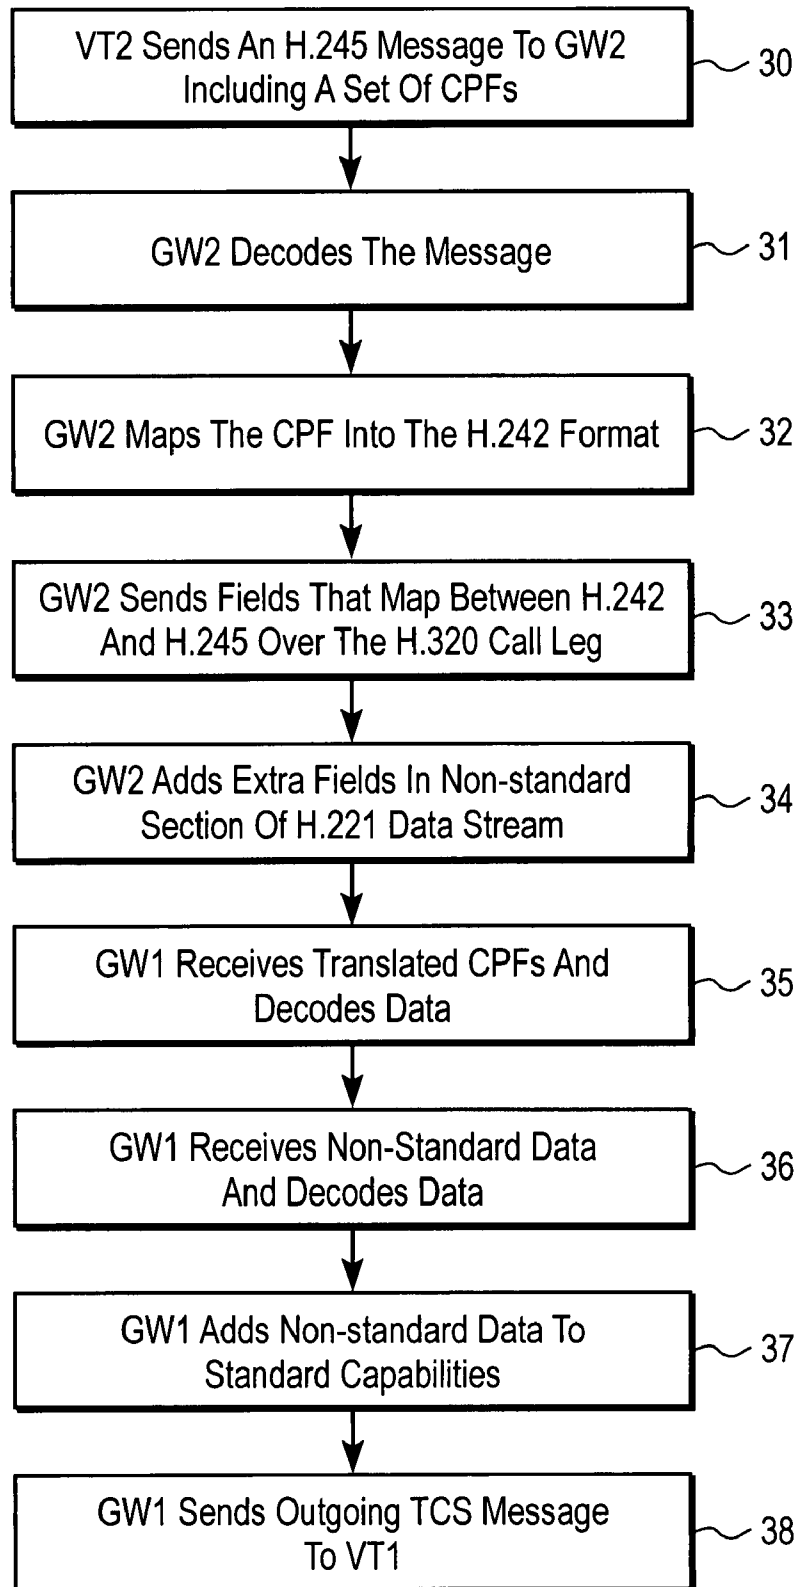 VT2 Sends An H.245 Message To GW2
Including A Set Of CPFs
30
GW2 Decodes The Message
31
GW2 Maps The CPF Into The H.242 Format
32
GW2 Sends Fields That Map Between H.242
And H.245 Over The H.320 Call Leg
33
GW2 Adds Extra Fields In Non-standard
Section Of H.221 Data Stream
34
GW1 Receives Translated CPFs And
Decodes Data
35
GW1 Receives Non-Standard Data
And Decodes Data
36
GW1 Adds Non-standard Data To
Standard Capabilities
37
GW1 Sends Outgoing TCS Message
To VT1
38